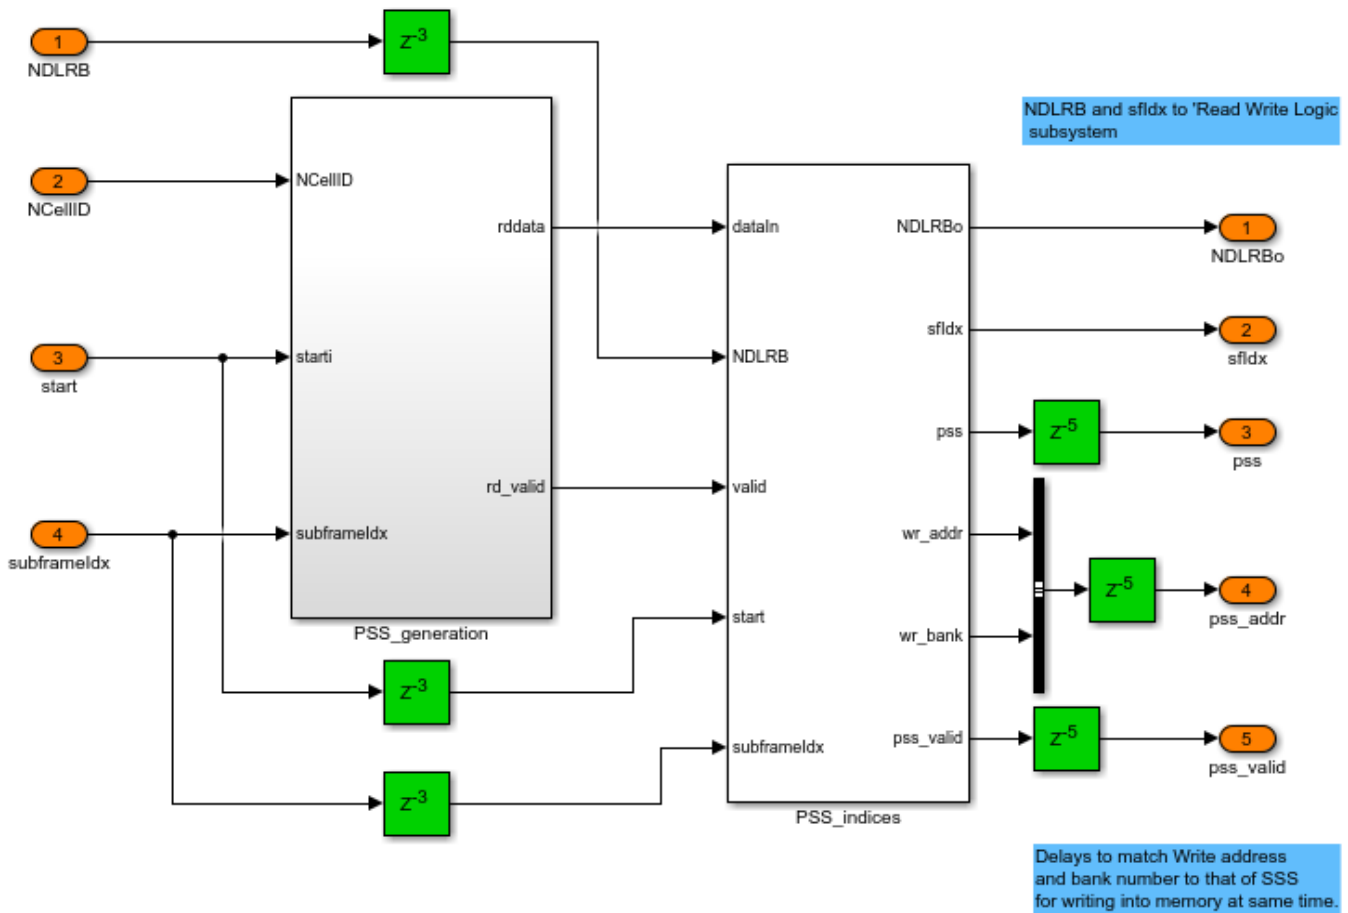 1
NDLRB
z-3
NDLRB and sfIdx to 'Read Write Logic
subsystem
2
NCellID
NCellID
rddata
dataIn
NDLRBo
1
NDLRBo
sfIdx
2
sfIdx
3
start
starti
NDLRB
pss
z-5
3
pss
rd_valid
valid
4
subframeIdx
subframeIdx
wr_addr
z-5
4
pss_addr
PSS_generation
start
wr_bank
z-3
subframeIdx
pss_valid
z-5
5
pss_valid
z-3
PSS_indices
Delays to match Write address
and bank number to that of SSS
for writing into memory at same time.